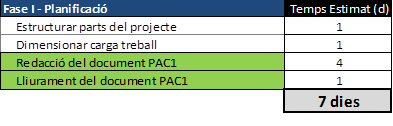 Fase I - Planificació Temps Estimat (d)
Estructurar parts del projecte 1
Dimensionar carga treball 1
Redacció del document PAC1 4
Lliurament del document PAC1 1
7 dies